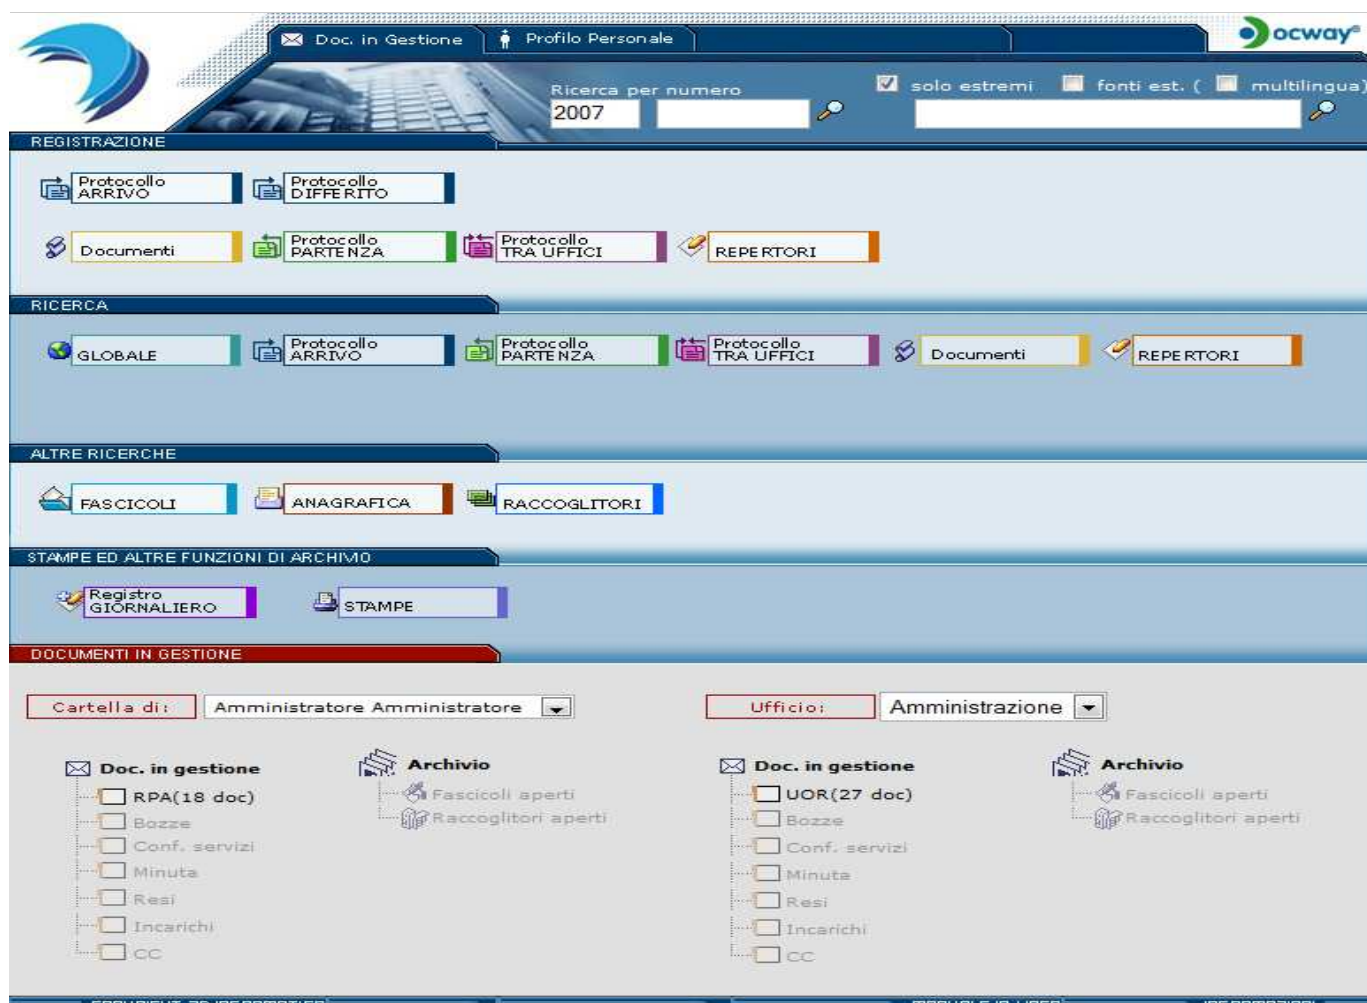 Doc. in Gestione
Profilo Personale
Docway®
Ricerca per numero
solo estremi
fonti est. (
multilingua)
2007
REGISTRAZIONE
Protocollo
ARRIVO
Protocollo
DIFFERITO
Documenti
Protocollo
PARTENZA
Protocollo
TRA UFFICI
REPERTORI
RICERCA
GLOBALE
Protocollo
ARRIVO
Protocollo
PARTENZA
Protocollo
TRA UFFICI
Documenti
REPERTORI
ALTRE RICERCHE
FASCICOLI
ANAGRAFICA
RACCOGLITORI
STAMPE ED ALTRE FUNZIONI DI ARCHIVIO
Registro
GIORNALIERO
STAMPE
DOCUMENTI IN GESTIONE
Cartella di:
Amministratore Amministratore
Ufficio:
Amministrazione
Doc. in gestione
RPA(18 doc)
Bozze
Conf. servizi
Minuta
Resi
Incarichi
CC
Archivio
Fascicoli aperti
Raccoglitori aperti
Doc. in gestione
UOR(27 doc)
Bozze
Conf. servizi
Minuta
Resi
Incarichi
CC
Archivio
Fascicoli aperti
Raccoglitori aperti